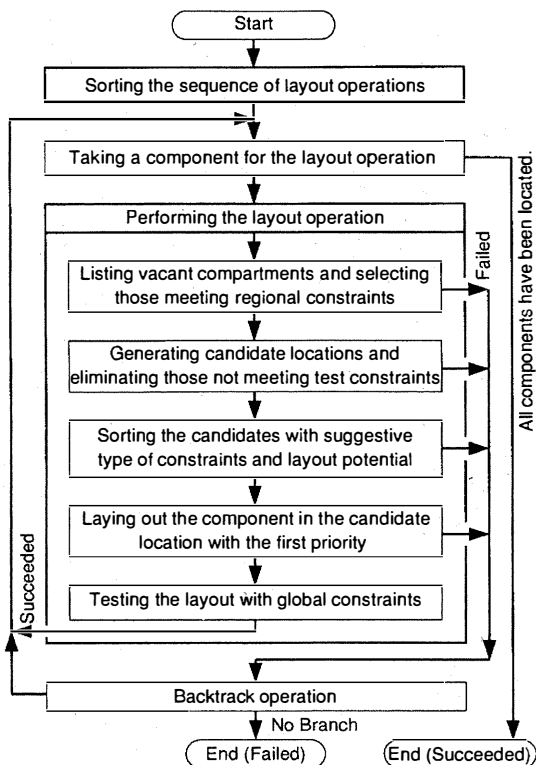 Start
Sorting the sequence of layout operations
Taking a component for the layout operation
Performing the layout operation
Listing vacant compartments and selecting
those meeting regional constraints
Generating candidate locations and
eliminating those not meeting test constraints
Sorting the candidates with suggestive
type of constraints and layout potential
Laying out the component in the candidate
location with the first priority
Testing the layout with global constraints
Succeeded
Failed
All components have been located.
Backtrack operation
No Branch
End (Failed)
End (Succeeded)